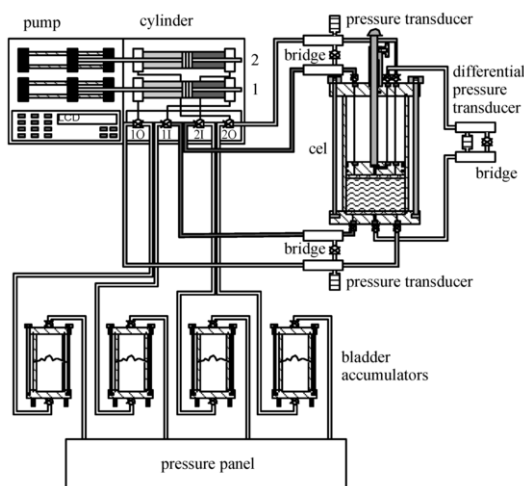 pump
cylinder
pressure transducer
bridge
2
1
differential
pressure
transducer
LCD
1O
1I
2I
2O
cel
bridge
bridge
pressure transducer
bladder
accumulators
pressure panel